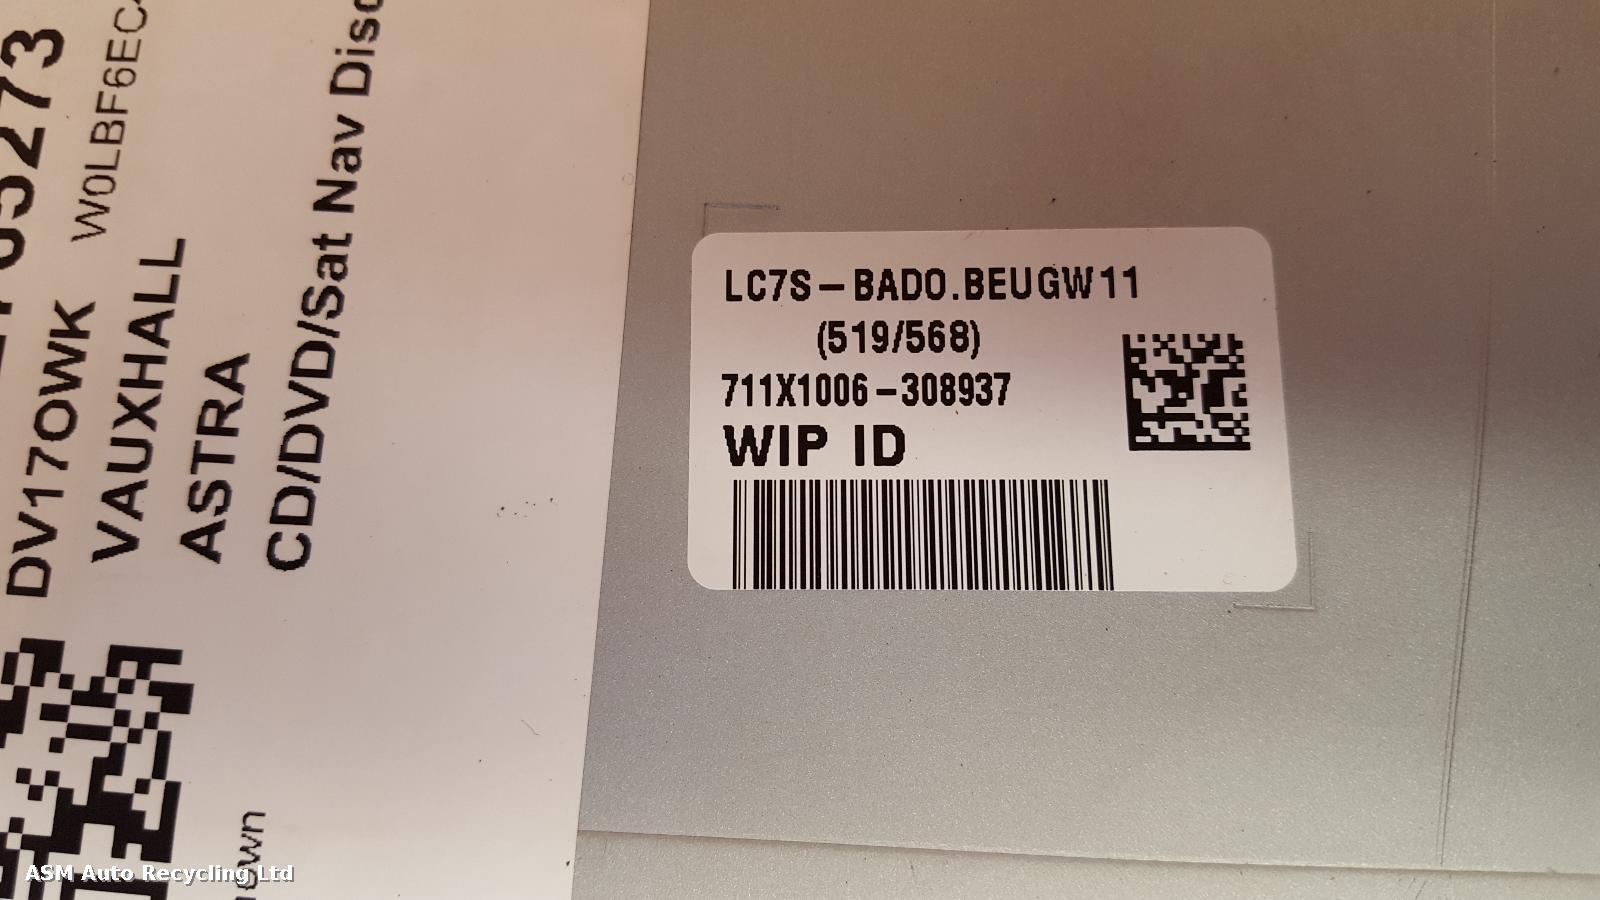 DV17OWK W0LBF6EC
VAUXHALL
ASTRA
CD/DVD/Sat Nav Disc
LC7S-BADO.BEUGW11
(519/568)
711X1006-308937
WIP ID
ASM Auto Recycling Ltd